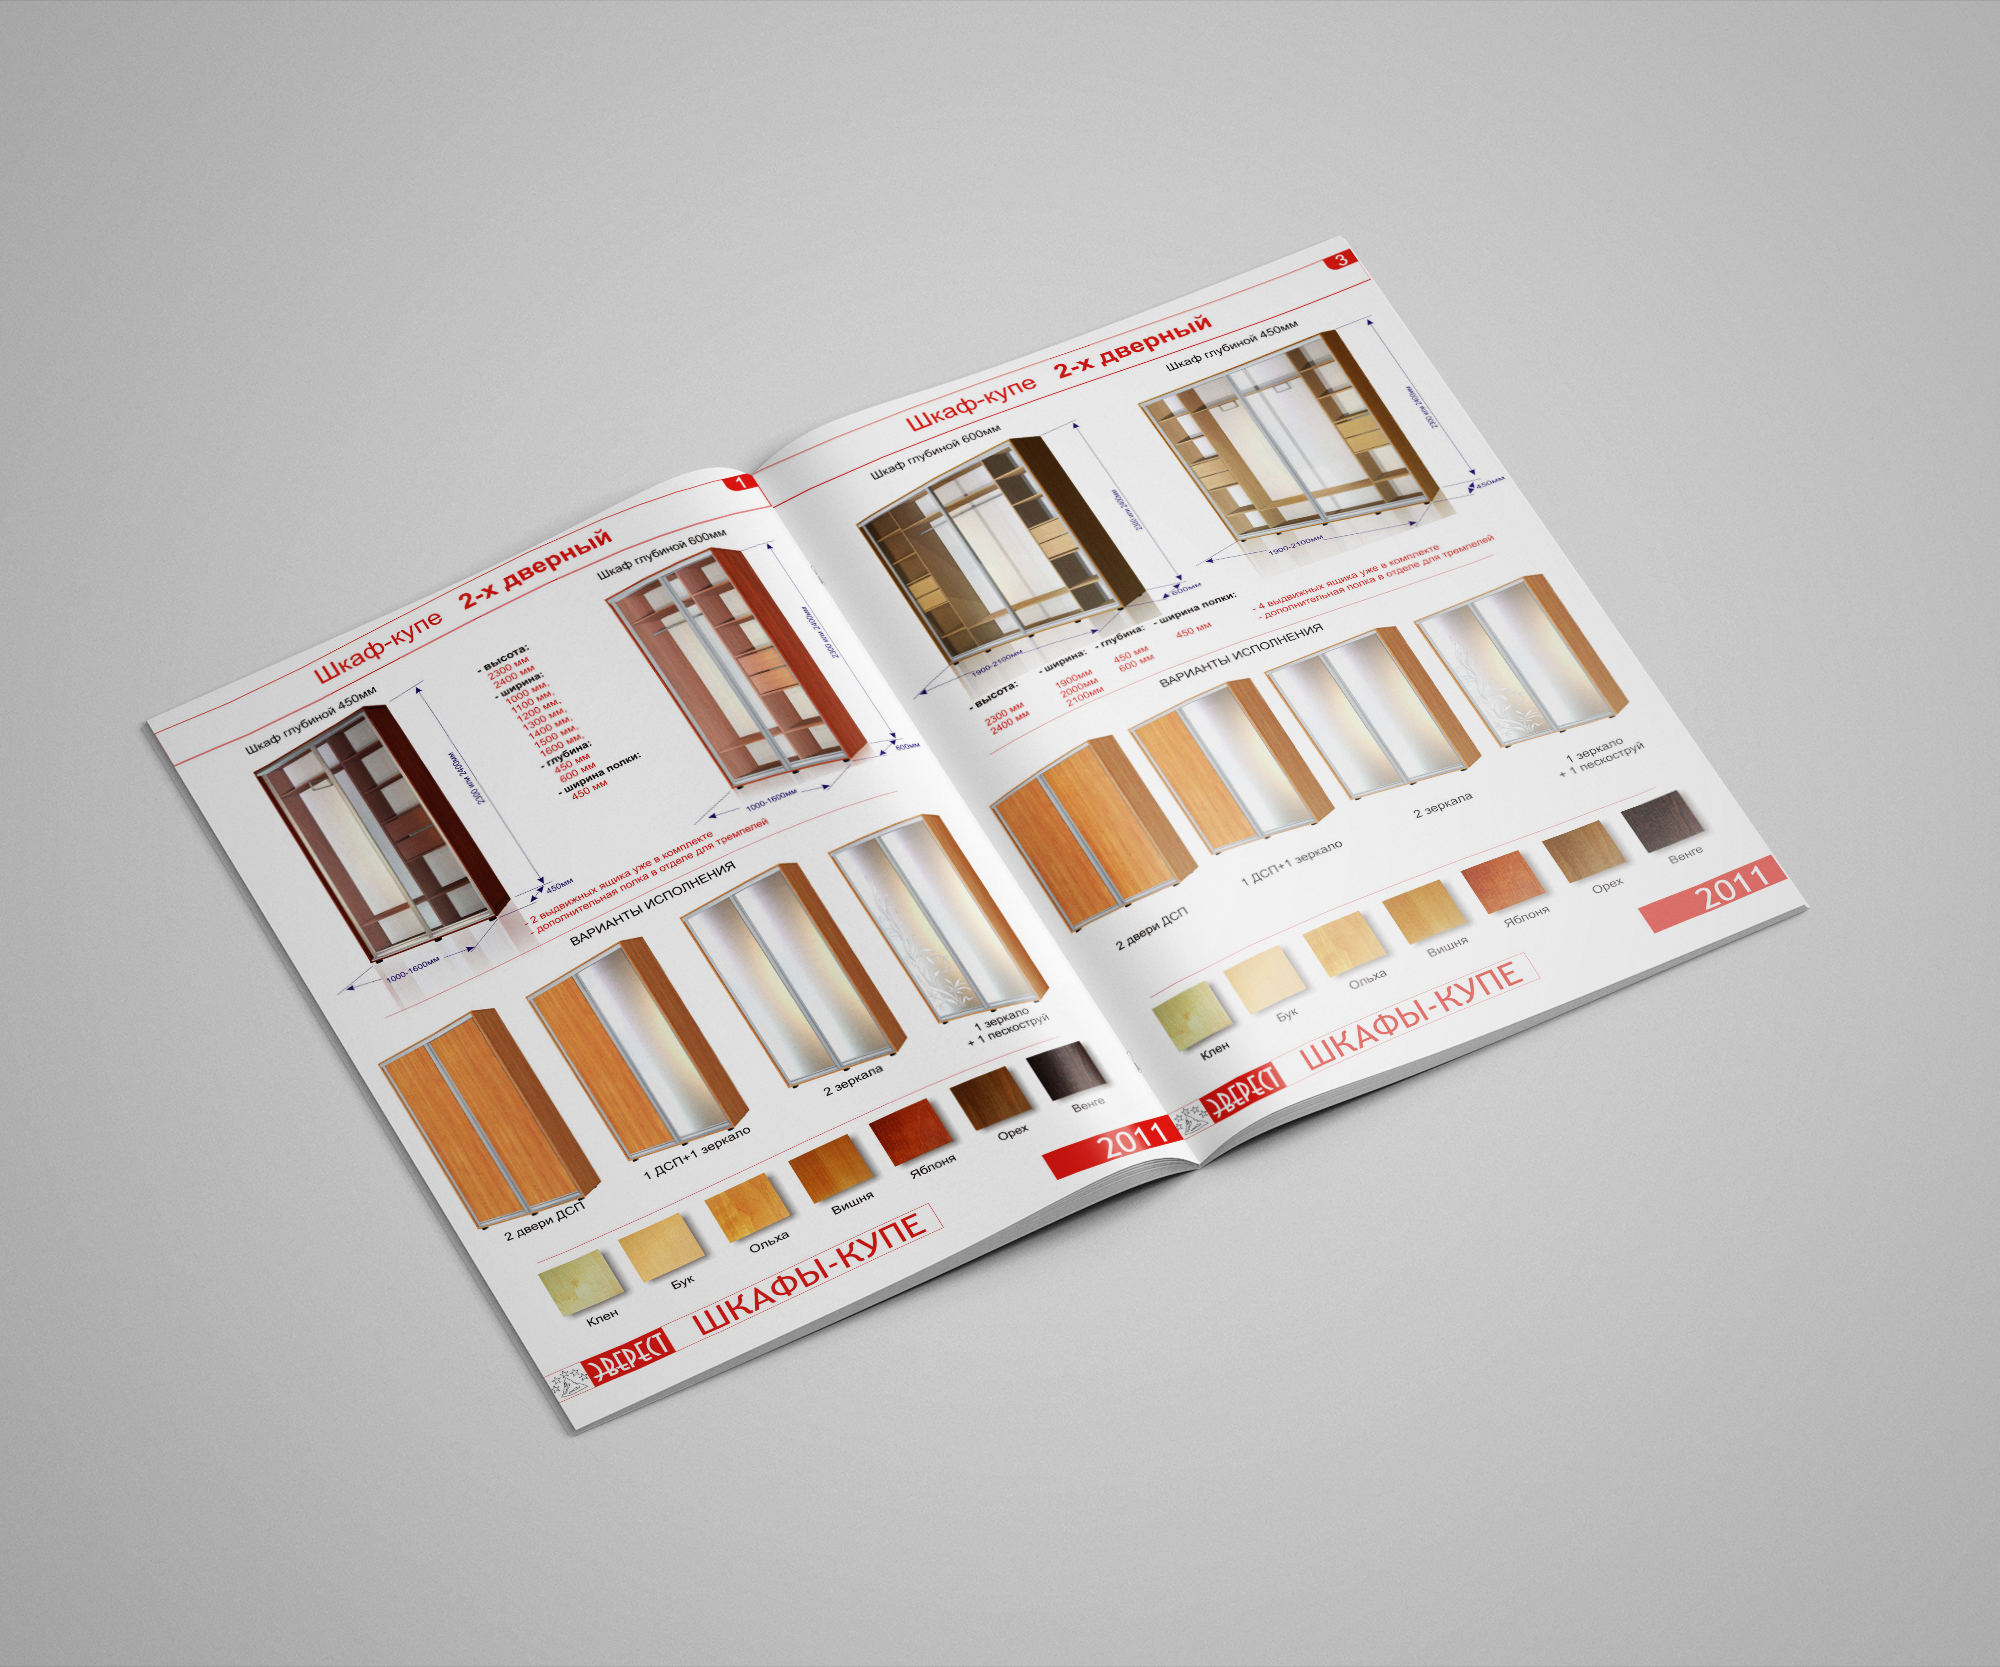 1
Шкаф-купе 2-х дверный
Шкаф глубиной 450мм
2300 или 2400мм
450мм
1000-1600мм
- высота:
2300 мм
2400 мм
- ширина:
1000 мм,
1100 мм,
1200 мм,
1300 мм,
1400 мм,
1500 мм,
1600 мм,
- глубина:
450 мм
600 мм
- ширина полки:
450 мм
Шкаф глубиной 600мм
2300 или 2400мм
600мм
1000-1600мм
- 2 выдвижных ящика уже в комплекте
- дополнительная полка в отделе для тремпелей
ВАРИАНТЫ ИСПОЛНЕНИЯ
2 двери ДСП
1 ДСП+1 зеркало
2 зеркала
1 зеркало
+ 1 пескоструй
Клен
Бук
Ольха
Вишня
Яблоня
Орех
Венге
ЭВЕРЕСТ
ШКАФЫ-КУПЕ
2011
3
Шкаф-купе 2-х дверный
Шкаф глубиной 600мм
2300 или 2400мм
600мм
1900-2100мм
Шкаф глубиной 450мм
2300 или 2400мм
450мм
1900-2100мм
- высота:
2300 мм
2400 мм
- ширина:
1900мм
2000мм
2100мм
- глубина:
450 мм
600 мм
- ширина полки:
450 мм
- 4 выдвижных ящика уже в комплекте
- дополнительная полка в отделе для тремпелей
ВАРИАНТЫ ИСПОЛНЕНИЯ
2 двери ДСП
1 ДСП+1 зеркало
2 зеркала
1 зеркало
+ 1 пескоструй
Клен
Бук
Ольха
Вишня
Яблоня
Орех
Венге
ЭВЕРЕСТ
ШКАФЫ-КУПЕ
2011